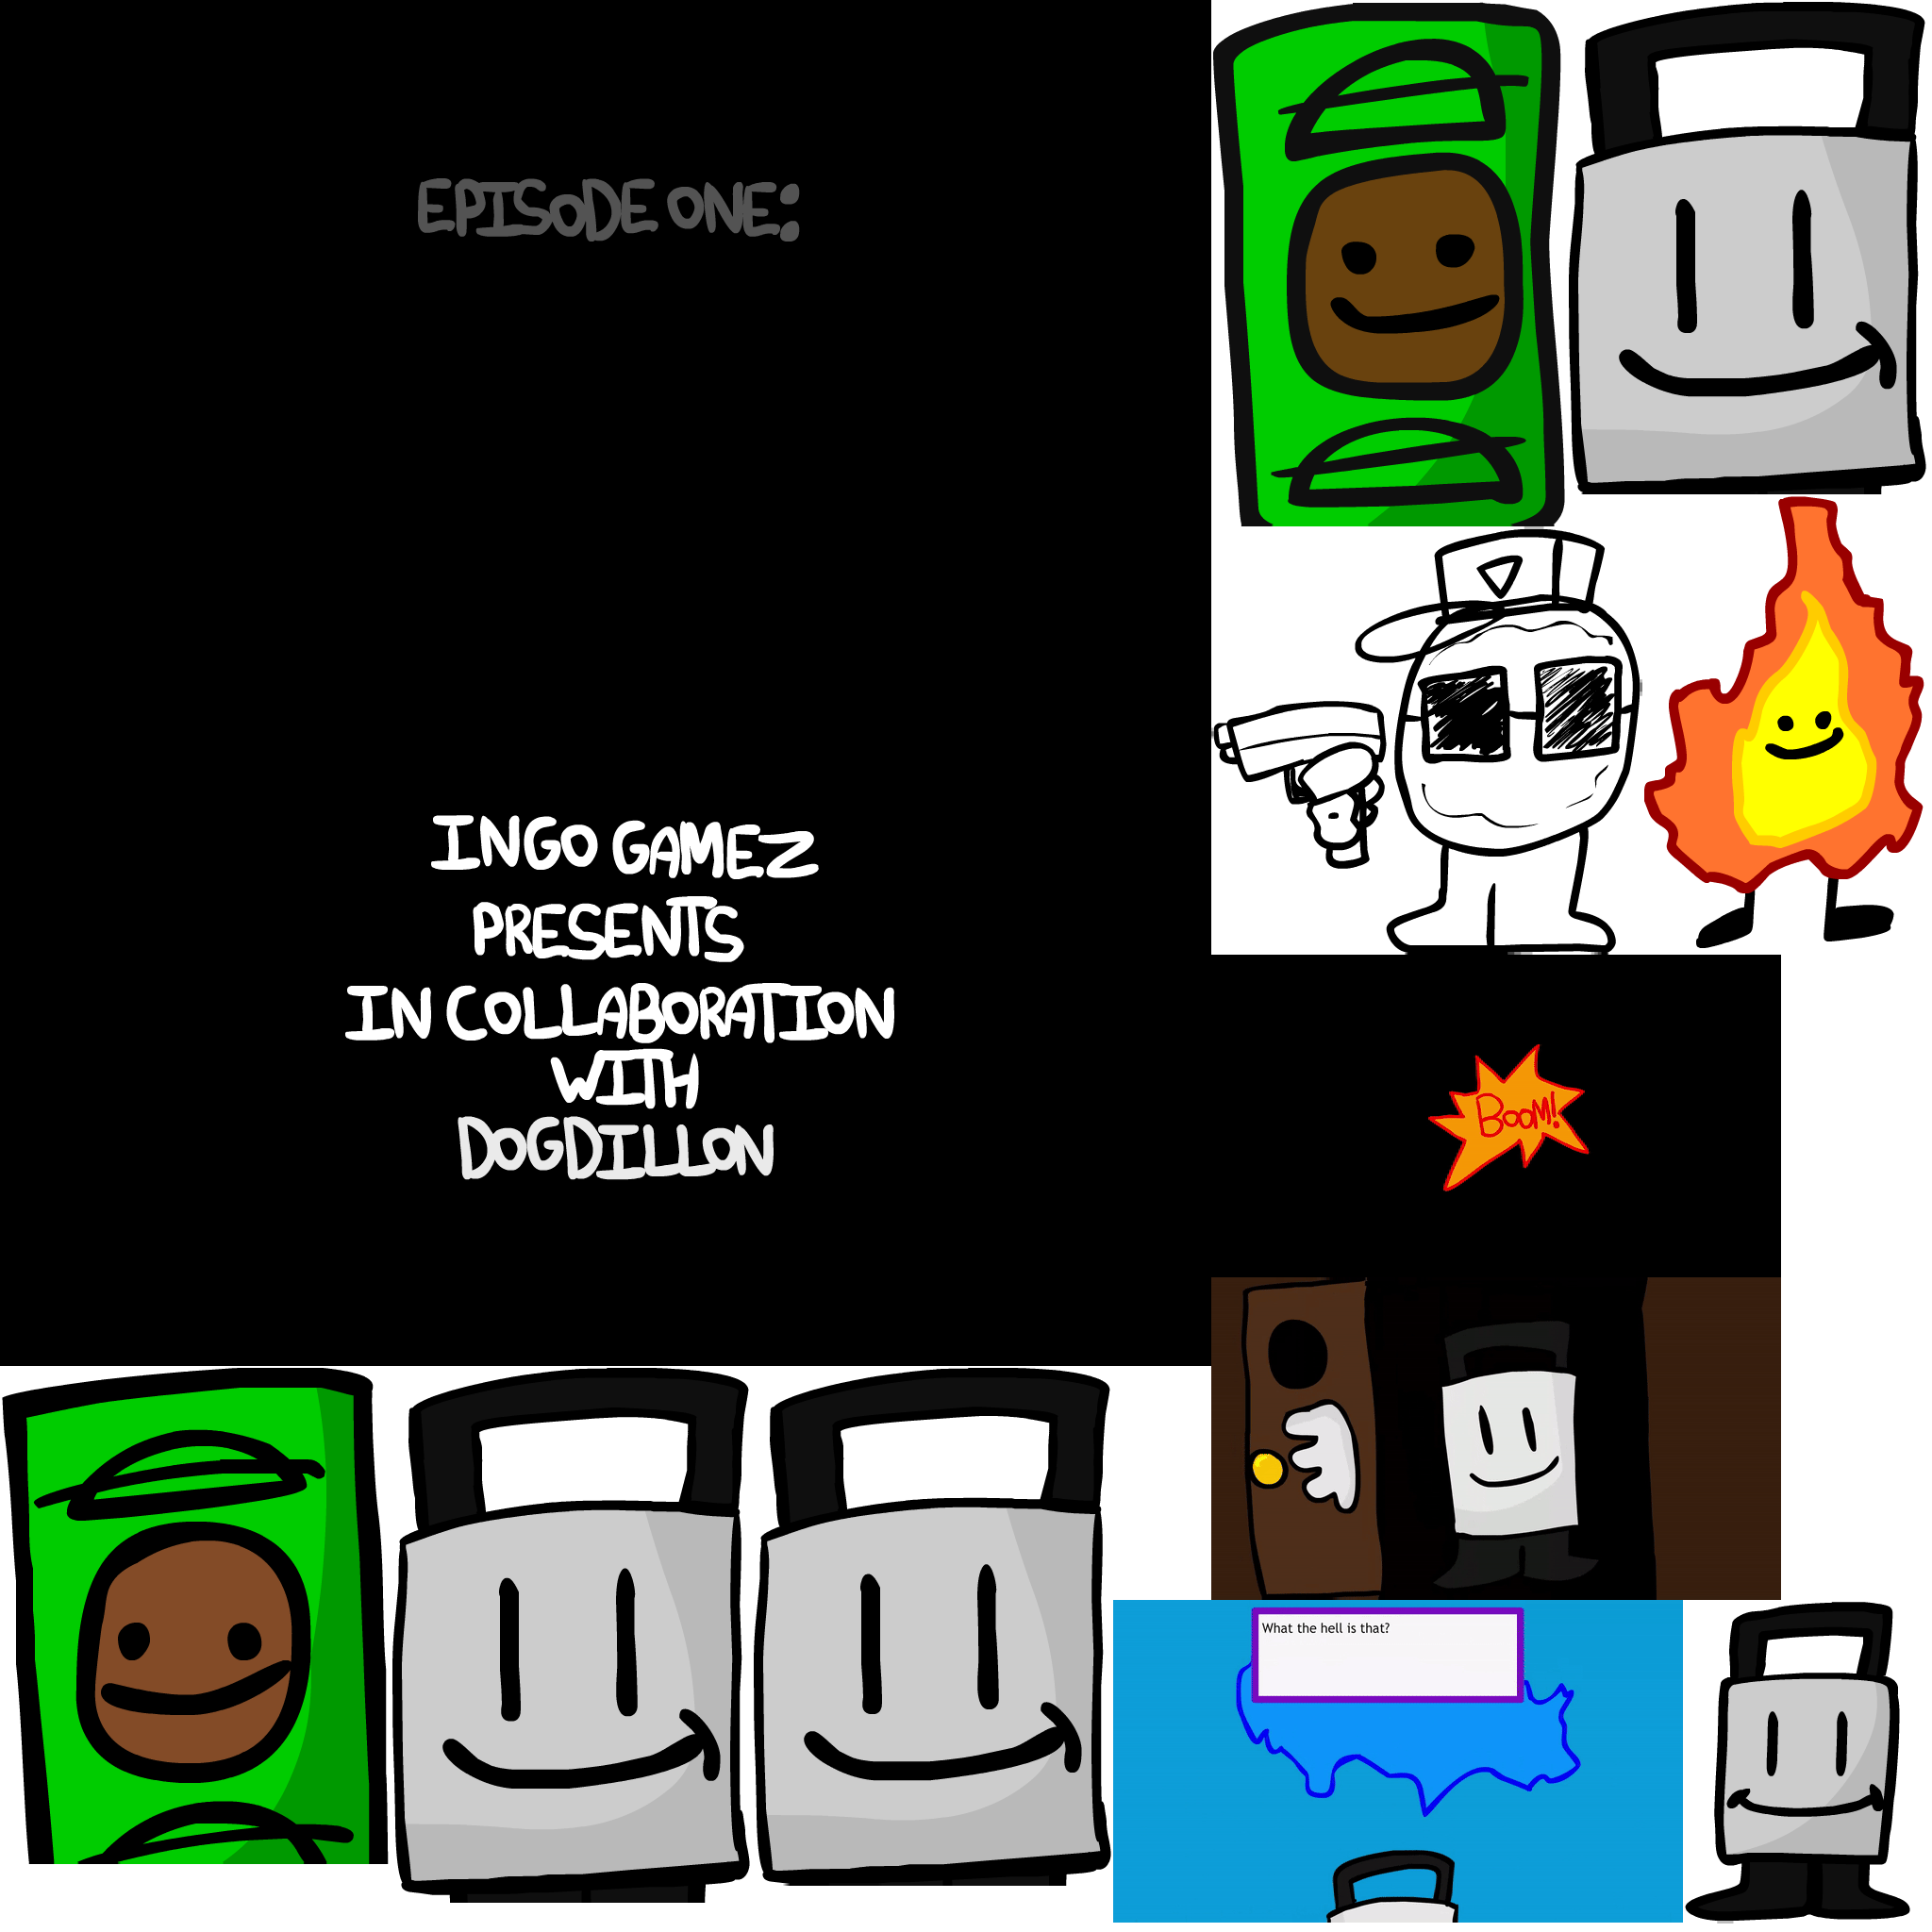 EPISODE ONE:
INGO GAMEZ
PRESENTS
IN COLLABORATION
WITH
DOGDILLON
BOOM!
What the hell is that?